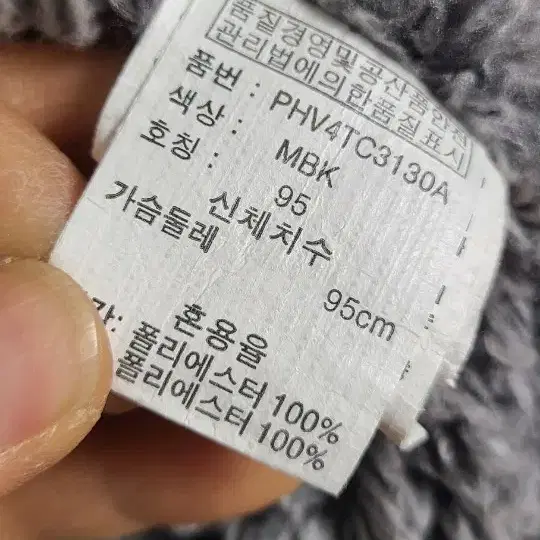 품질경영및공산품안전
관리법에의한품질표시
품번 : PHV4TC3130A
색상 : MBK
호칭 : 95
신체치수
가슴둘레 95cm
혼용율
폴리에스터 100%
폴리에스터 100%